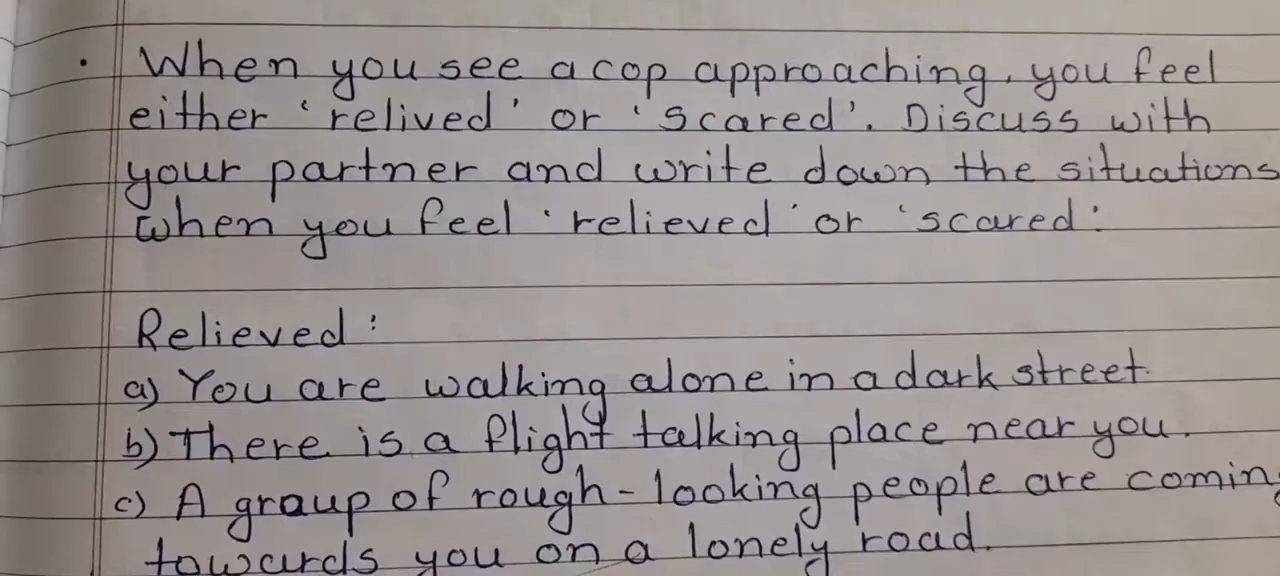 • When you see a cop approaching, you feel
either 'relived' or 'scared'. Discuss with
your partner and write down the situations
when you feel 'relieved' or 'scared'.
Relieved :
a) You are walking alone in a dark street.
b) There is a flight talking place near you.
c) A group of rough-looking people are coming
towards you on a lonely road.